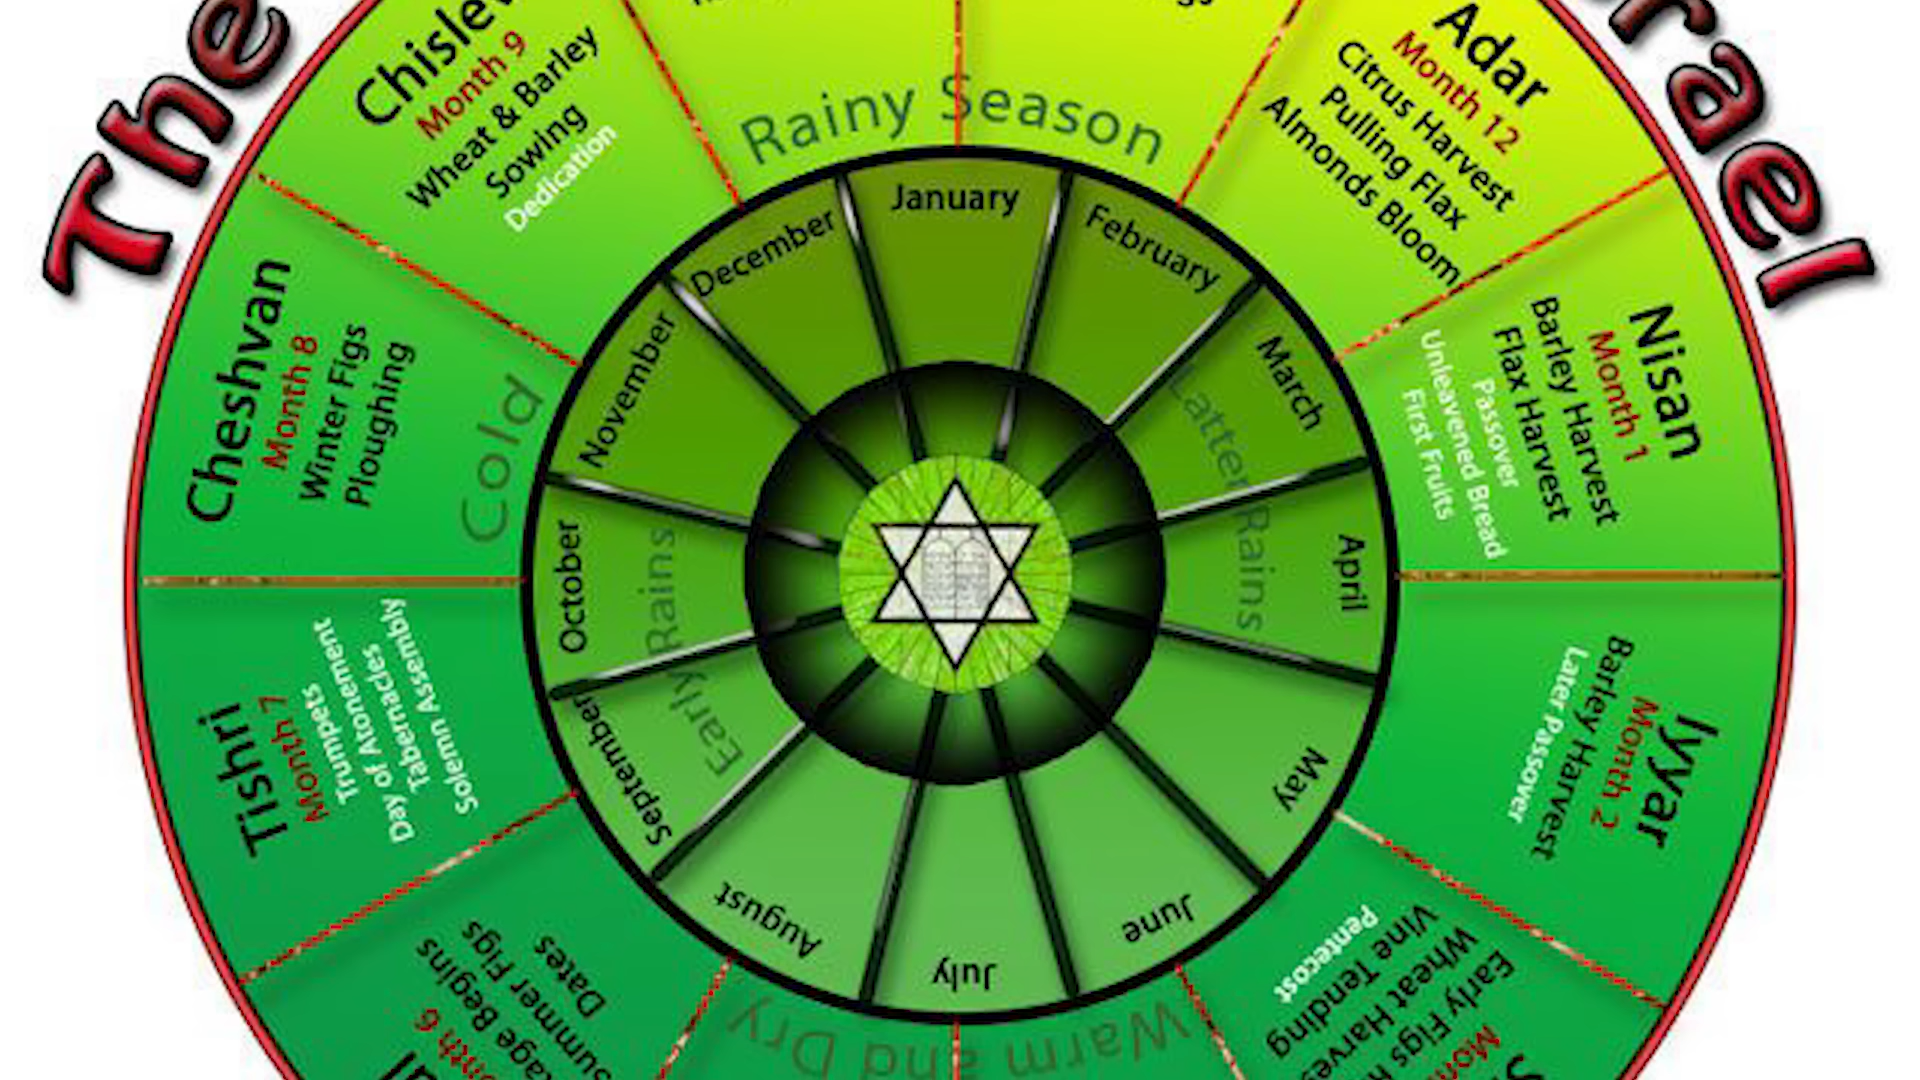 The
rael
Chislev
Month 9
Wheat & Barley
Sowing
Dedication
Rainy Season
Adar
Month 12
Citrus Harvest
Pulling Flax
Almonds Bloom
Nisan
Month 1
Barley Harvest
Flax Harvest
Passover
Unleavened Bread
First Fruits
Iyyar
Month 2
Barley Harvest
Later Passover
Early Figs
Wheat Harves
Vine Tending
Pentecost
Warm and Dry
Month 6
Summer Figs
Dates
Tishri
Month 7
Trumpets
Day of Atonement
Tabernacles
Solemn Assembly
Cheshvan
Month 8
Winter Figs
Ploughing
Cold
January
February
March
April
May
June
July
August
September
October
November
December
Latter Rains
Early Rains